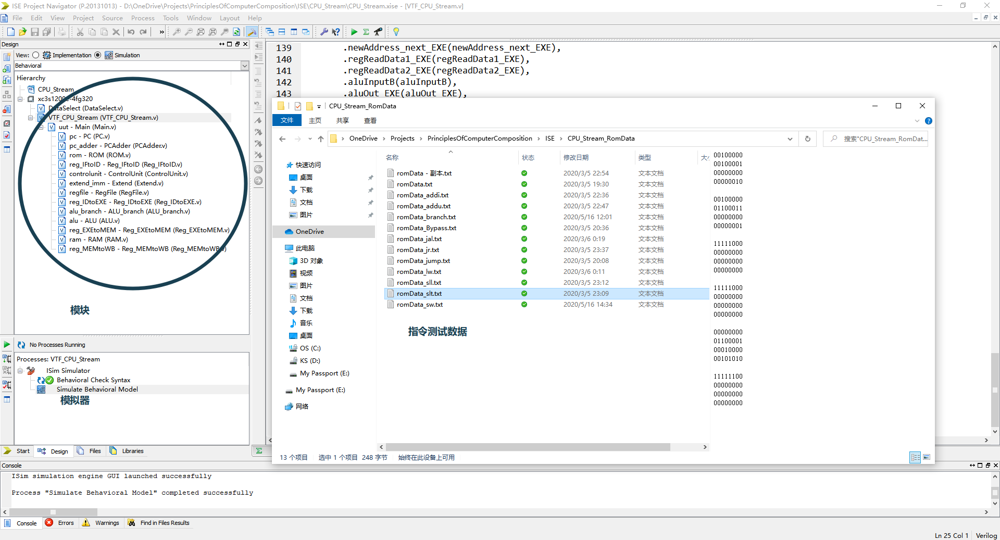 ISE Project Navigator (P.20131013) - D:\OneDrive\Projects\PrinciplesOfComputerComposition\ISE\CPU_Stream\CPU_Stream.xise - [VTF_CPU_Stream.v]
File Edit View Project Source Process Tools Window Layout Help
Design
View: Implementation Simulation
Behavioral
Hierarchy
CPU_Stream
xc3s1200e-4fg320
DataSelect (DataSelect.v)
VTF_CPU_Stream (VTF_CPU_Stream.v)
uut - Main (Main.v)
pc - PC (PC.v)
pc_adder - PCAdder (PCAdder.v)
rom - ROM (ROM.v)
reg_IFtoID - Reg_IFtoID (Reg_IFtoID.v)
controlunit - ControlUnit (ControlUnit.v)
extend_imm - Extend (Extend.v)
regfile - RegFile (RegFile.v)
reg_IDtoEXE - Reg_IDtoEXE (Reg_IDtoEXE.v)
alu_branch - ALU_branch (ALU_branch.v)
alu - ALU (ALU.v)
reg_EXEtoMEM - Reg_EXEtoMEM (Reg_EXEtoMEM.v)
ram - RAM (RAM.v)
reg_MEMtoWB - Reg_MEMtoWB (Reg_MEMtoWB.v)
模块
No Processes Running
Processes: VTF_CPU_Stream
ISim Simulator
Behavioral Check Syntax
Simulate Behavioral Model
模拟器
Start Design Files Libraries
139 .newAddress_next_EXE(newAddress_next_EXE),
140 .regReadData1_EXE(regReadData1_EXE),
141 .regReadData2_EXE(regReadData2_EXE),
142 .aluInputB(aluInputB),
143 .aluOut_EXE(aluOut_EXE),
CPU_Stream_RomData
文件 主页 共享 查看
OneDrive Projects PrinciplesOfComputerComposition ISE CPU_Stream_RomData
搜索"CPU_Stream_RomDat...
快速访问
桌面
下载
文档
图片
OneDrive
此电脑
3D 对象
视频
图片
文档
下载
音乐
桌面
OS (C:)
KS (D:)
My Passport (E:)
My Passport (E:)
网络
名称 状态 修改日期 类型
romData - 副本.txt 2020/3/5 22:54 文本文档
romData.txt 2020/3/5 19:30 文本文档
romData_addi.txt 2020/3/5 22:36 文本文档
romData_addu.txt 2020/3/5 22:47 文本文档
romData_branch.txt 2020/5/16 12:01 文本文档
romData_Bypass.txt 2020/3/5 20:36 文本文档
romData_jal.txt 2020/3/6 0:19 文本文档
romData_jr.txt 2020/3/5 23:37 文本文档
romData_jump.txt 2020/3/5 20:08 文本文档
romData_lw.txt 2020/3/6 0:11 文本文档
romData_sll.txt 2020/3/5 23:12 文本文档
romData_slt.txt 2020/3/5 23:09 文本文档
romData_sw.txt 2020/5/16 14:34 文本文档
指令测试数据
00100000
00100001
00000000
00000010
00100000
01100011
00000000
00000001
11111000
00000000
00000000
00000000
11111000
00000000
00000000
00000000
00000000
01100001
00010000
00101010
11111100
00000000
00000000
00000000
13 个项目 选中 1 个项目 248 字节 始终在此设备上可用
Console
ISim simulation engine GUI launched successfully
Process "Simulate Behavioral Model" completed successfully
Console Errors Warnings Find in Files Results
Ln 25 Col 1 Verilog